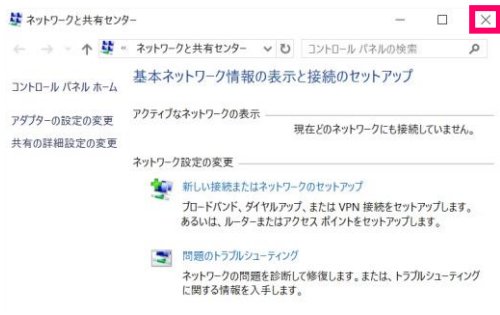 ネットワークと共有センター
ネットワークと共有センター
コントロール パネルの検索
コントロール パネル ホーム
アダプターの設定の変更
共有の詳細設定の変更
基本ネットワーク情報の表示と接続のセットアップ
アクティブなネットワークの表示
現在どのネットワークにも接続していません。
ネットワーク設定の変更
新しい接続またはネットワークのセットアップ
ブロードバンド、ダイヤルアップ、または VPN 接続をセットアップします。
あるいは、ルーターまたはアクセス ポイントをセットアップします。
問題のトラブルシューティング
ネットワークの問題を診断して修復します。または、トラブルシューティング
に関する情報を入手します。